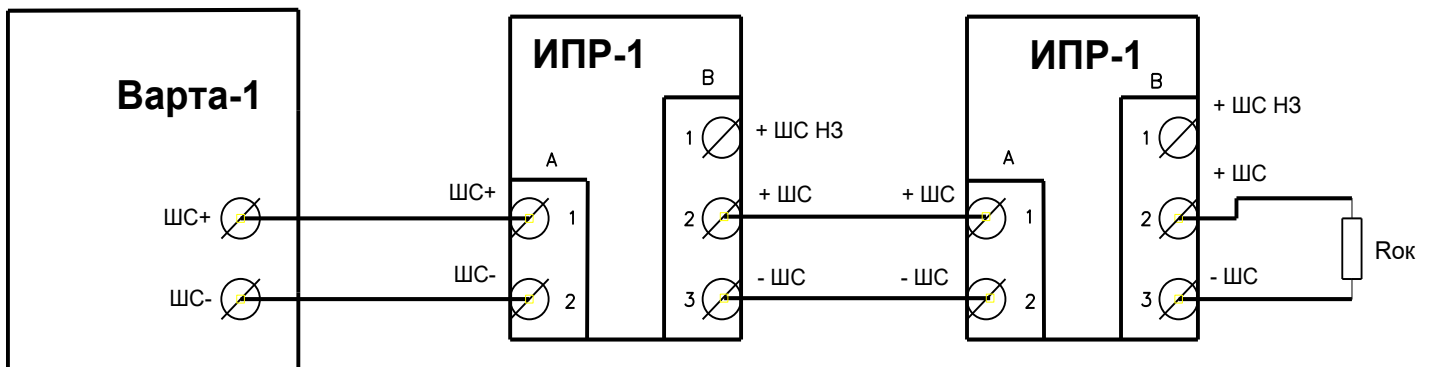 Варта-1
ШС+
ШС-
ИПР-1
В
1
+ ШС НЗ
А
ШС+
1
2
+ ШС
ШС-
2
3
- ШС
ИПР-1
В
1
+ ШС НЗ
А
+ ШС
1
2
+ ШС
- ШС
2
3
- ШС
Rок